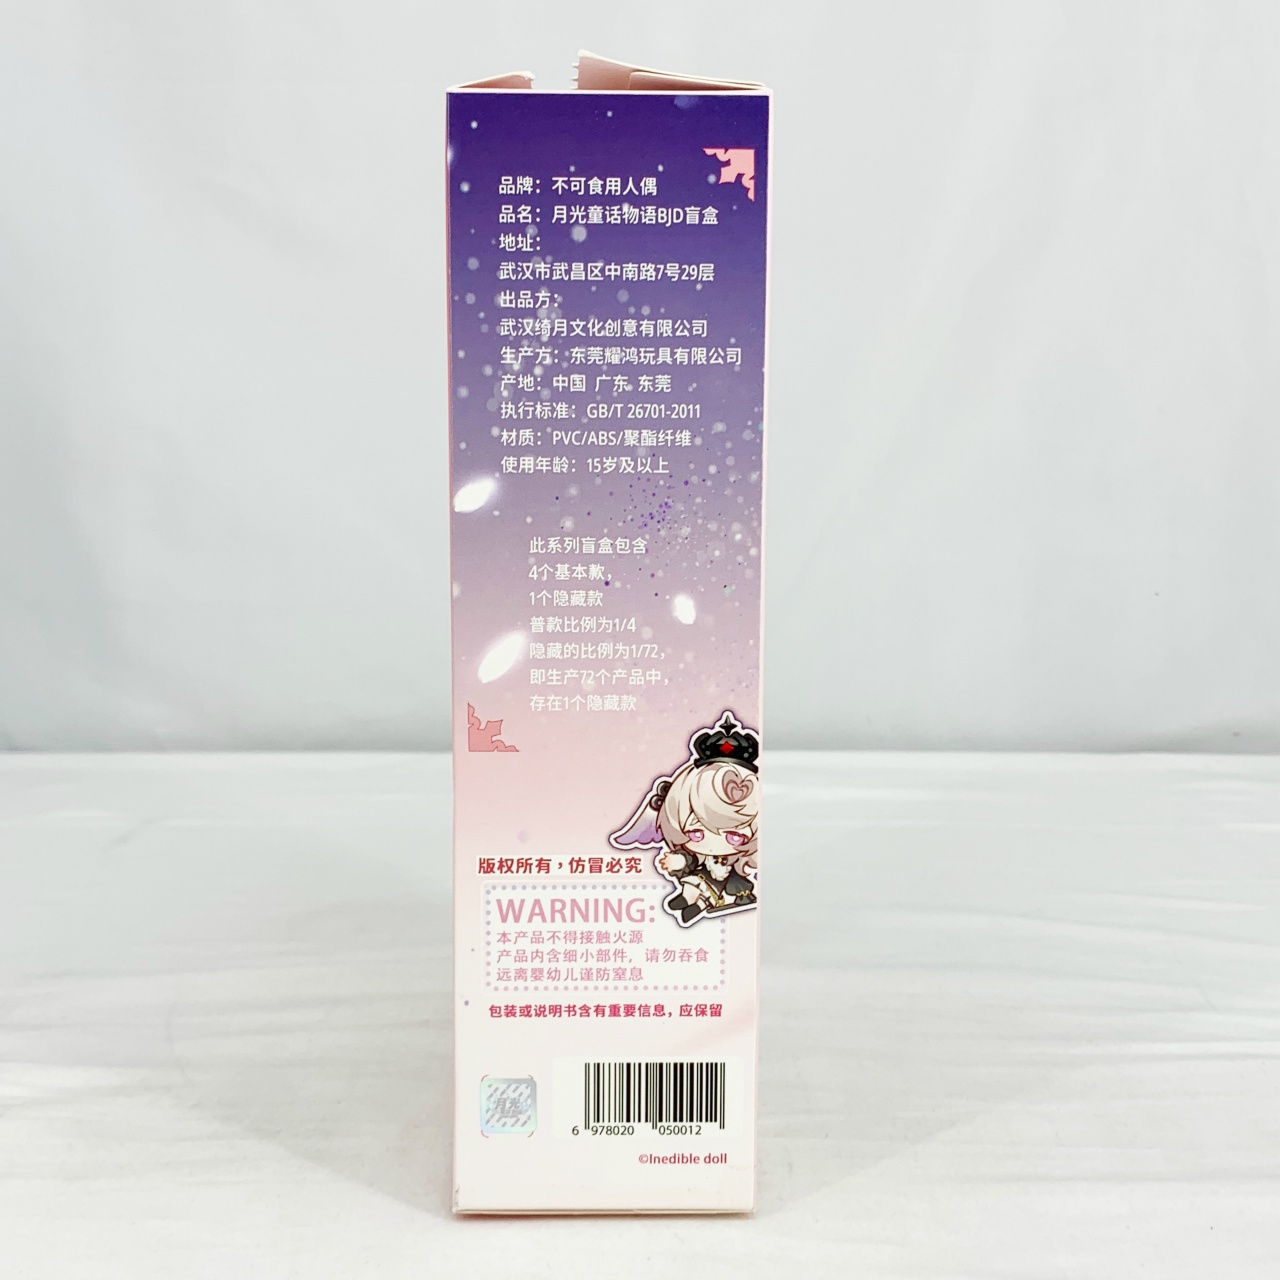 品牌：不可食用人偶
品名：月光童话物语BJD盲盒
地址：
武汉市武昌区中南路7号29层
出品方：
武汉绮月文化创意有限公司
生产方：东莞耀鸿玩具有限公司
产地：中国 广东 东莞
执行标准：GB/T 26701-2011
材质：PVC/ABS/聚酯纤维
使用年龄：15岁及以上
此系列盲盒包含
4个基本款，
1个隐藏款
普款比例为1/4
隐藏的比例为1/72，
即生产72个产品中，
存在1个隐藏款
版权所有，仿冒必究
WARNING:
本产品不得接触火源
产品内含细小部件，请勿吞食
远离婴幼儿谨防窒息
包装或说明书含有重要信息，应保留
月光
6 978020 050012
©Inedible doll